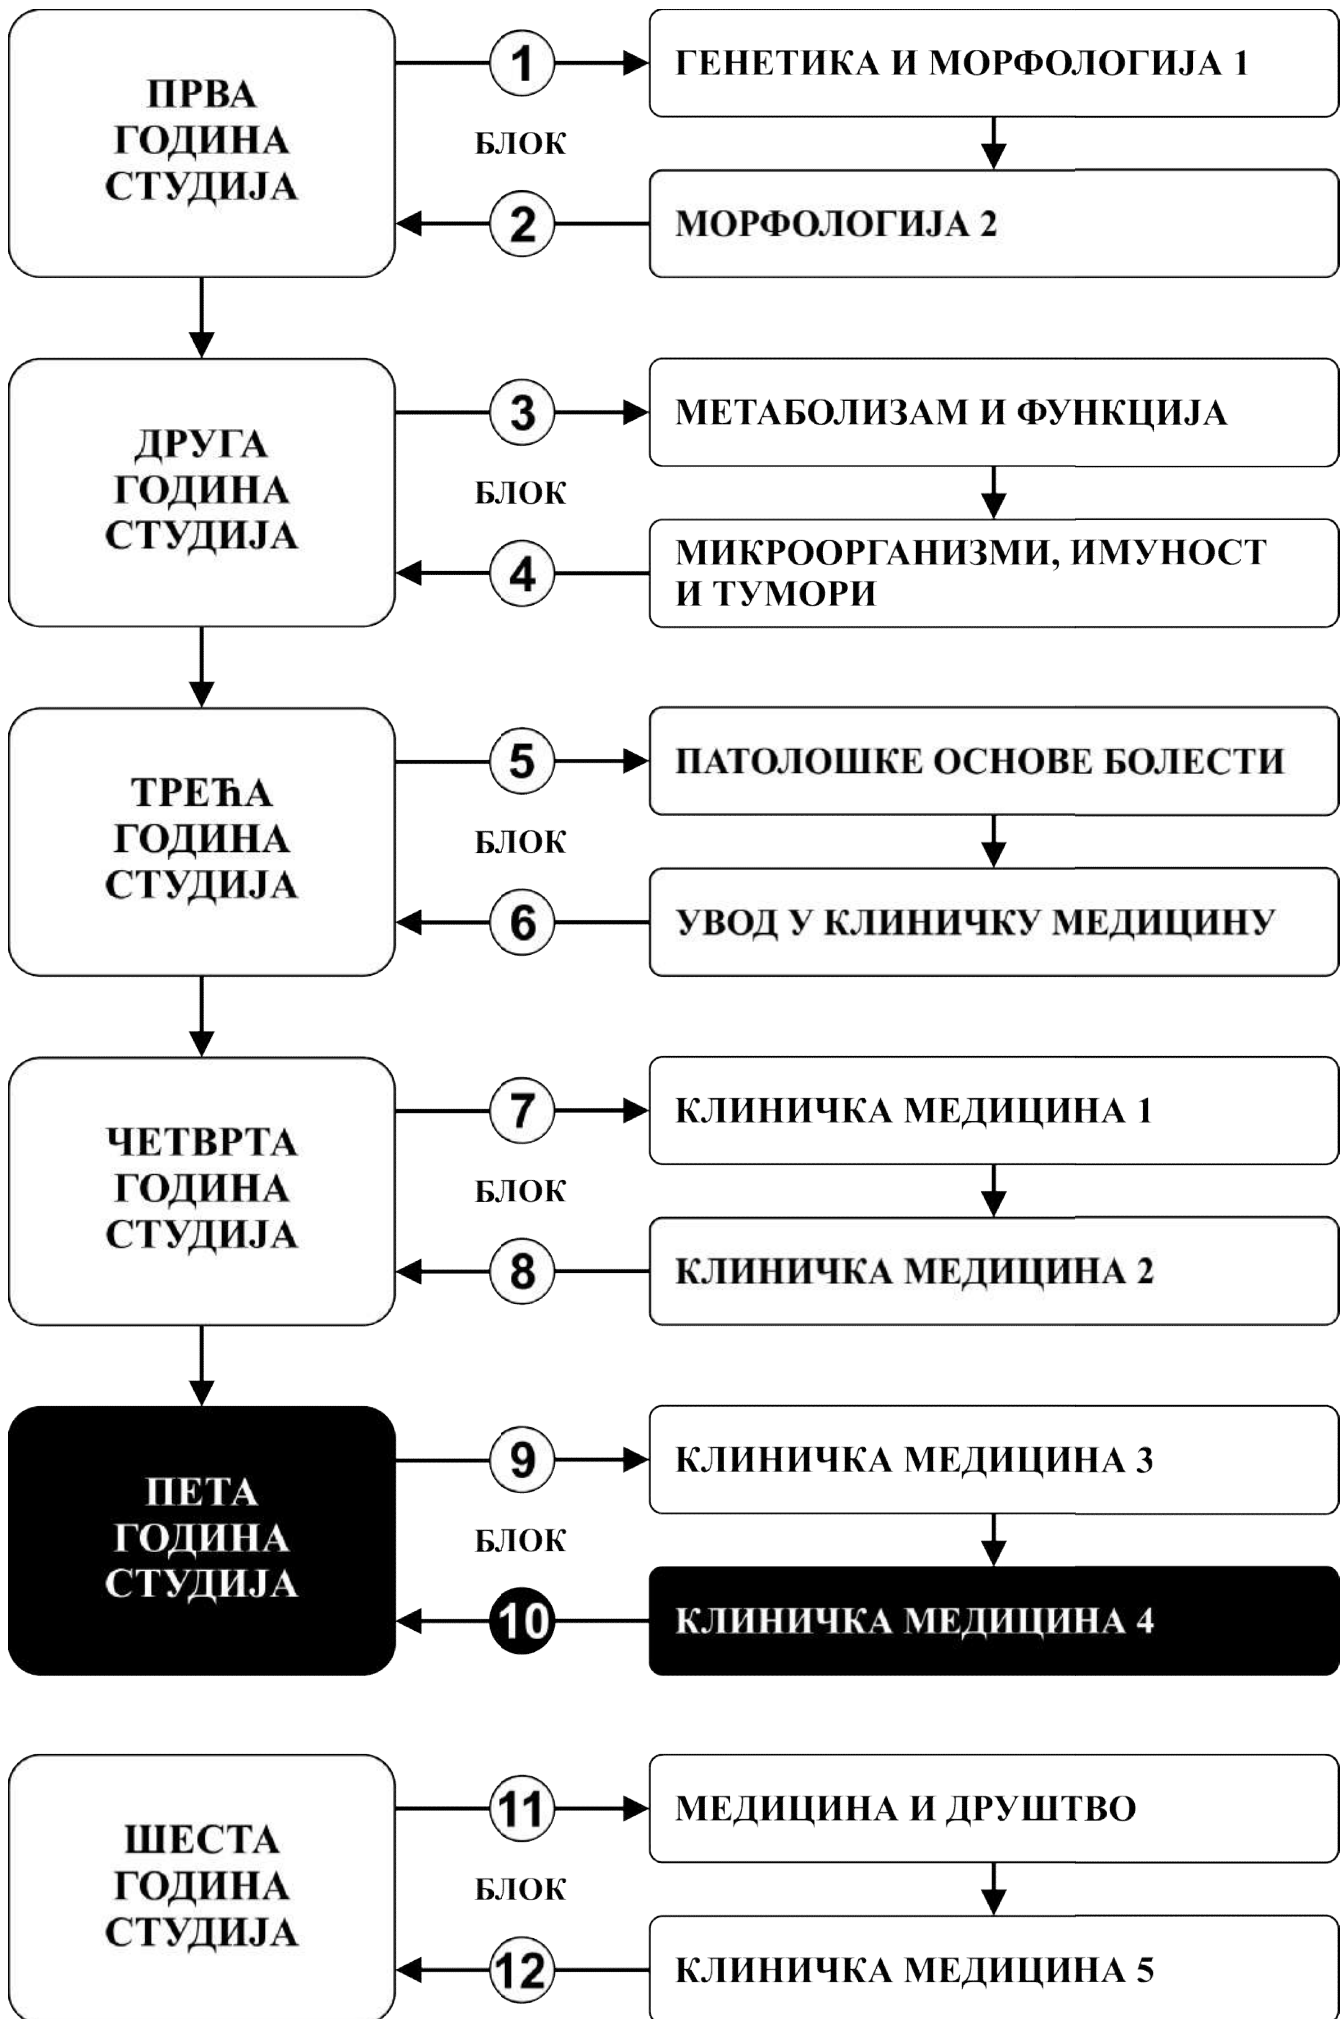 ПРВА
ГОДИНА
СТУДИЈА
1
БЛОК
2
ГЕНЕТИКА И МОРФОЛОГИЈА 1
МОРФОЛОГИЈА 2
ДРУГА
ГОДИНА
СТУДИЈА
3
БЛОК
4
МЕТАБОЛИЗАМ И ФУНКЦИЈА
МИКРООРГАНИЗМИ, ИМУНОСТ
И ТУМОРИ
ТРЕЋА
ГОДИНА
СТУДИЈА
5
БЛОК
6
ПАТОЛОШКЕ ОСНОВЕ БОЛЕСТИ
УВОД У КЛИНИЧКУ МЕДИЦИНУ
ЧЕТВРТА
ГОДИНА
СТУДИЈА
7
БЛОК
8
КЛИНИЧКА МЕДИЦИНА 1
КЛИНИЧКА МЕДИЦИНА 2
ПЕТА
ГОДИНА
СТУДИЈА
9
БЛОК
10
КЛИНИЧКА МЕДИЦИНА 3
КЛИНИЧКА МЕДИЦИНА 4
ШЕСТА
ГОДИНА
СТУДИЈА
11
БЛОК
12
МЕДИЦИНА И ДРУШТВО
КЛИНИЧКА МЕДИЦИНА 5